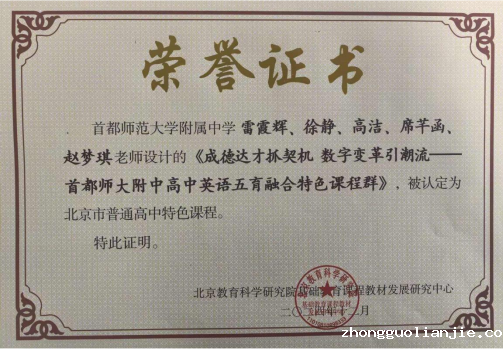 荣誉证书
首都师范大学附属中学 雷霞辉、徐静、高洁、席芊函、
赵梦琪老师设计的《成德达才抓契机 数字变革引潮流——
首都师大附中高中英语五育融合特色课程群》，被认定为
北京市普通高中特色课程。
特此证明。
北京教育科学研究院基础教育课程教材发展研究中心
二〇二四年十二月
zhongguolianjie.com